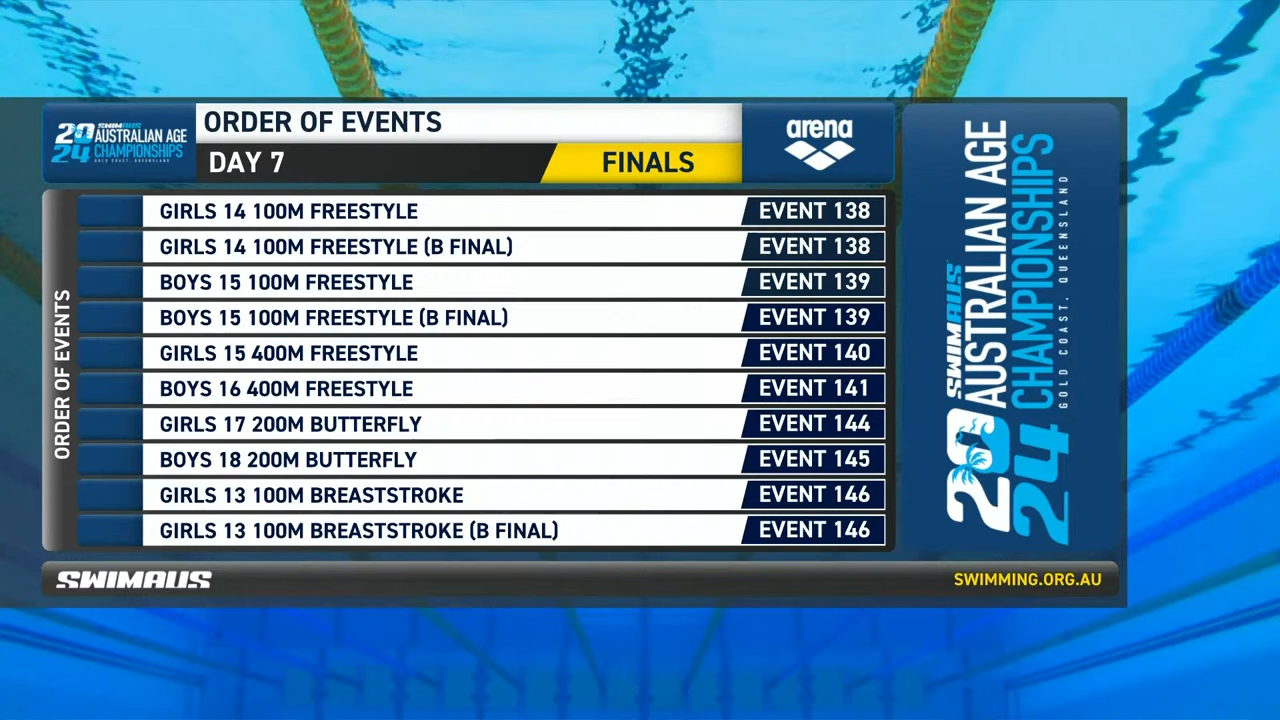 SWIMAUS
2024 AUSTRALIAN AGE
CHAMPIONSHIPS
GOLD COAST, QUEENSLAND
ORDER OF EVENTS
DAY 7
FINALS
arena
ORDER OF EVENTS
GIRLS 14 100M FREESTYLE EVENT 138
GIRLS 14 100M FREESTYLE (B FINAL) EVENT 138
BOYS 15 100M FREESTYLE EVENT 139
BOYS 15 100M FREESTYLE (B FINAL) EVENT 139
GIRLS 15 400M FREESTYLE EVENT 140
BOYS 16 400M FREESTYLE EVENT 141
GIRLS 17 200M BUTTERFLY EVENT 144
BOYS 18 200M BUTTERFLY EVENT 145
GIRLS 13 100M BREASTSTROKE EVENT 146
GIRLS 13 100M BREASTSTROKE (B FINAL) EVENT 146
SWIMAUS
2024 AUSTRALIAN AGE
CHAMPIONSHIPS
GOLD COAST, QUEENSLAND
SWIMAUS
SWIMMING.ORG.AU